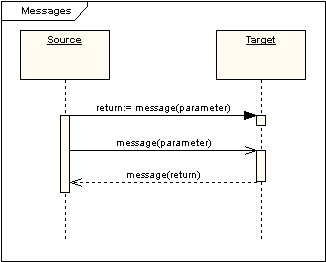 Messages
Source
Target
return:= message(parameter)
message(parameter)
message(return)